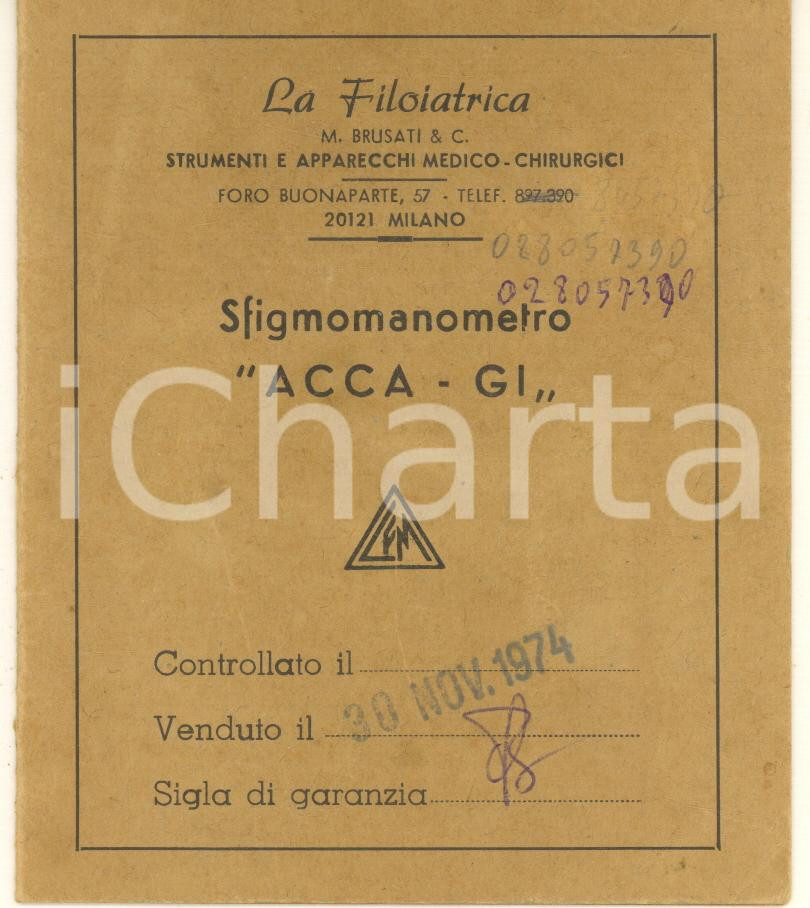 La Filoiatrica
M. BRUSATI & C.
STRUMENTI E APPARECCHI MEDICO-CHIRURGICI
FORO BUONAPARTE, 57 - TELEF. 897.390
20121 MILANO
028057390
028057390
Sfigmomanometro
"ACCA - GI„
iCharta
Controllato il
30 NOV. 1974
Venduto il
Sigla di garanzia